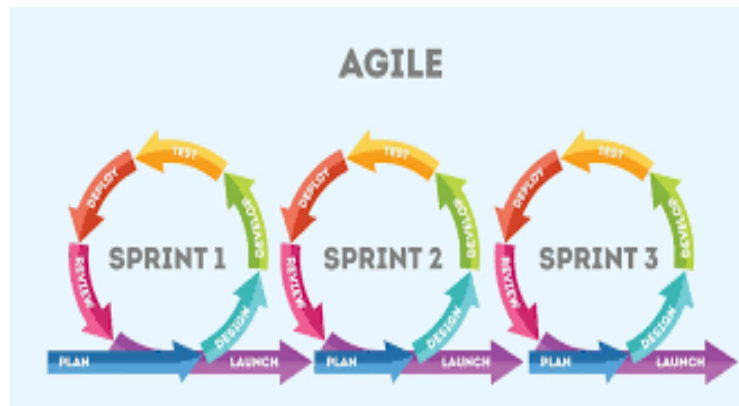 AGILE
TEST
DEPLOY
DEVELOP
SPRINT 1
REVIEW
DESIGN
PLAN
LAUNCH
TEST
DEPLOY
DEVELOP
SPRINT 2
REVIEW
DESIGN
PLAN
LAUNCH
TEST
DEPLOY
DEVELOP
SPRINT 3
REVIEW
DESIGN
PLAN
LAUNCH